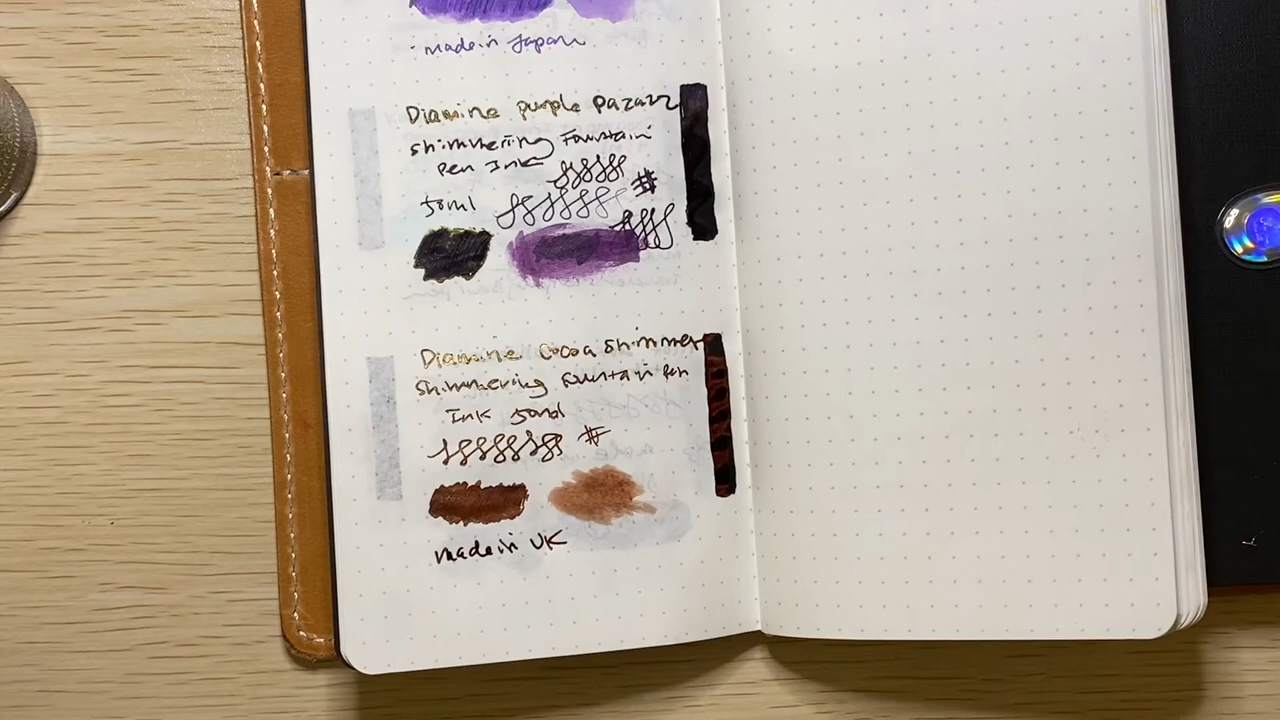 made in Japan
Diamine purple Pazazz
shimmering Fountain
Pen Ink
50ml
#
Diamine Cocoa shimmer
shimmering fountain Pen
Ink 50ml
#
made in UK